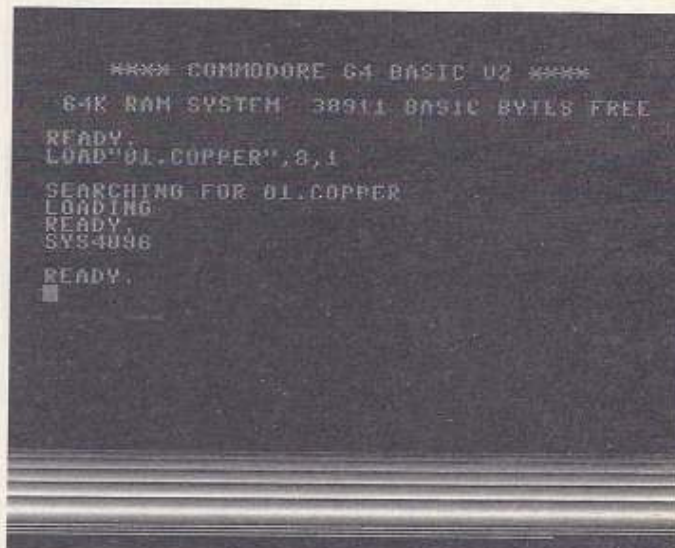 **** COMMODORE 64 BASIC V2 ****
64K RAM SYSTEM 38911 BASIC BYTES FREE
READY.
LOAD"01.COPPER",8,1
SEARCHING FOR 01.COPPER
LOADING
READY.
SYS4096
READY.